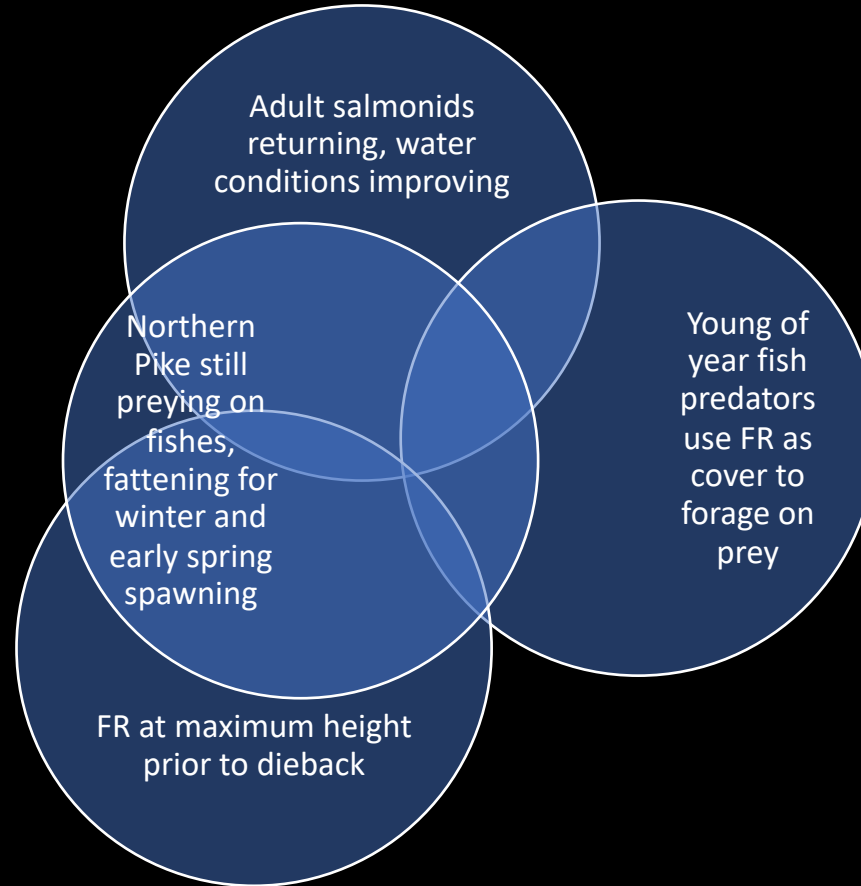 Adult salmonids
returning, water
conditions improving
Northern
Pike still
preying on
fishes,
fattening for
winter and
early spring
spawning
Young of
year fish
predators
use FR as
cover to
forage on
prey
FR at maximum height
prior to dieback